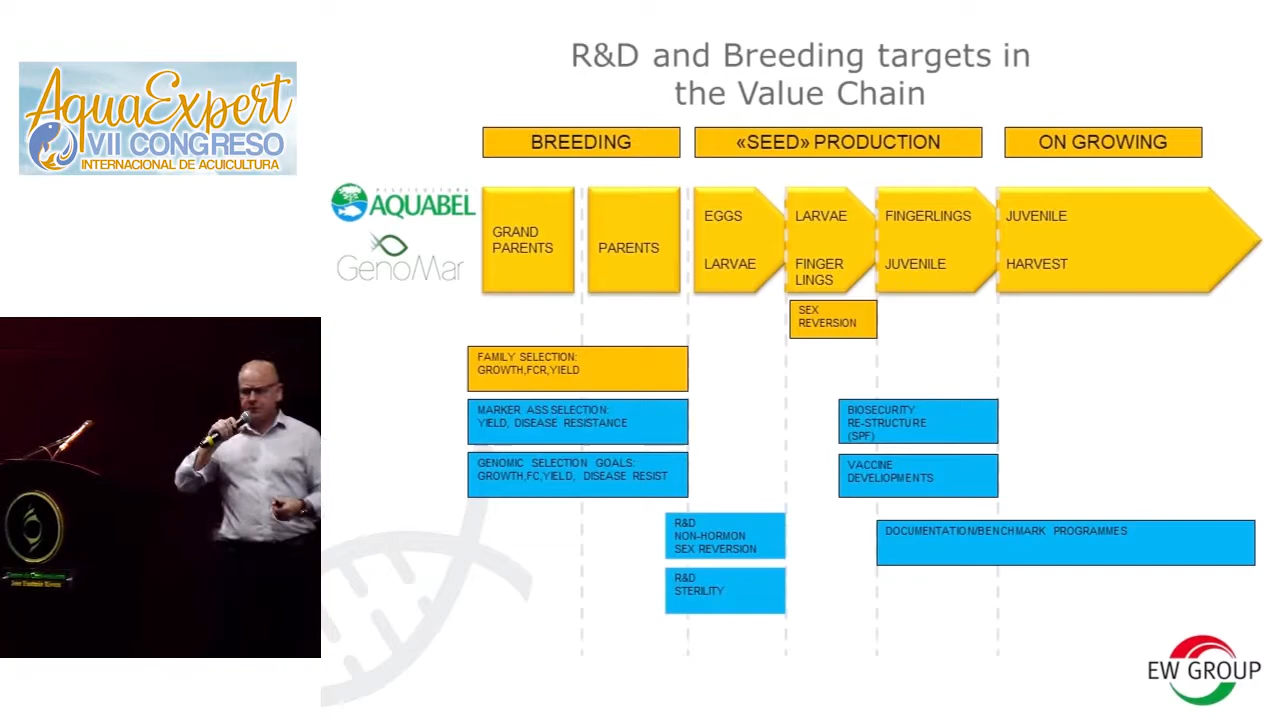 AquaExpert
VII CONGRESO
INTERNACIONAL DE ACUICULTURA
R&D and Breeding targets in
the Value Chain
BREEDING
«SEED» PRODUCTION
ON GROWING
PISCICULTURA
AQUABEL
GenoMar
GRAND
PARENTS
PARENTS
EGGS
LARVAE
LARVAE
FINGER
LINGS
FINGERLINGS
JUVENILE
JUVENILE
HARVEST
SEX
REVERSION
FAMILY SELECTION:
GROWTH,FCR,YIELD
MARKER ASS SELECTION:
YIELD, DISEASE RESISTANCE
GENOMIC SELECTION GOALS:
GROWTH,FC,YIELD, DISEASE RESIST
BIOSECURITY
RE-STRUCTURE
(SPF)
VACCINE
DEVELIOPMENTS
R&D
NON-HORMON
SEX REVERSION
R&D
STERILITY
DOCUMENTATION/BENCHMARK PROGRAMMES
EW GROUP